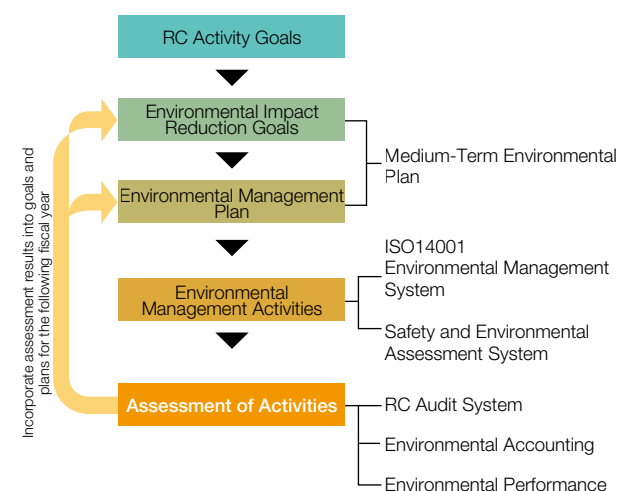 RC Activity Goals
Environmental Impact
Reduction Goals
Medium-Term Environmental
Plan
Environmental Management
Plan
ISO14001
Environmental Management
System
Environmental
Management Activities
Safety and Environmental
Assessment System
Assessment of Activities
RC Audit System
Environmental Accounting
Environmental Performance
Incorporate assessment results into goals and
plans for the following fiscal year